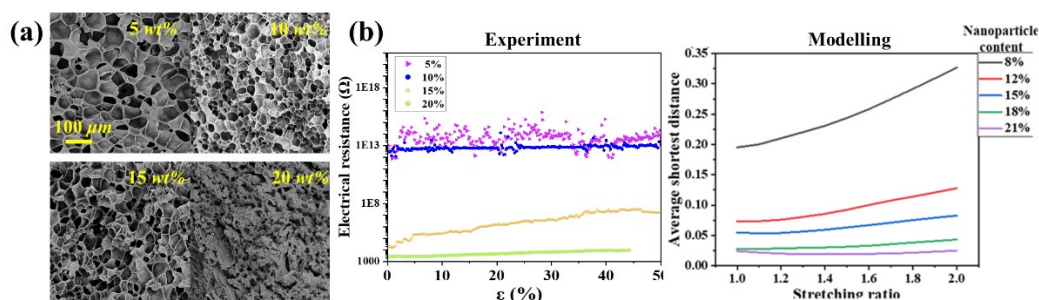 (a)
5 wt%
10 wt%
100 μm
15 wt%
20 wt%
(b)
Experiment
Electrical resistance (Ω)
1E18
1E13
1E8
1000
5%
10%
15%
20%
0
10
20
30
40
50
ε (%)
Modelling
Average shortest distance
0.35
0.30
0.25
0.20
0.15
0.10
0.05
0.00
1.0
1.2
1.4
1.6
1.8
2.0
Stretching ratio
Nanoparticle
content
8%
12%
15%
18%
21%